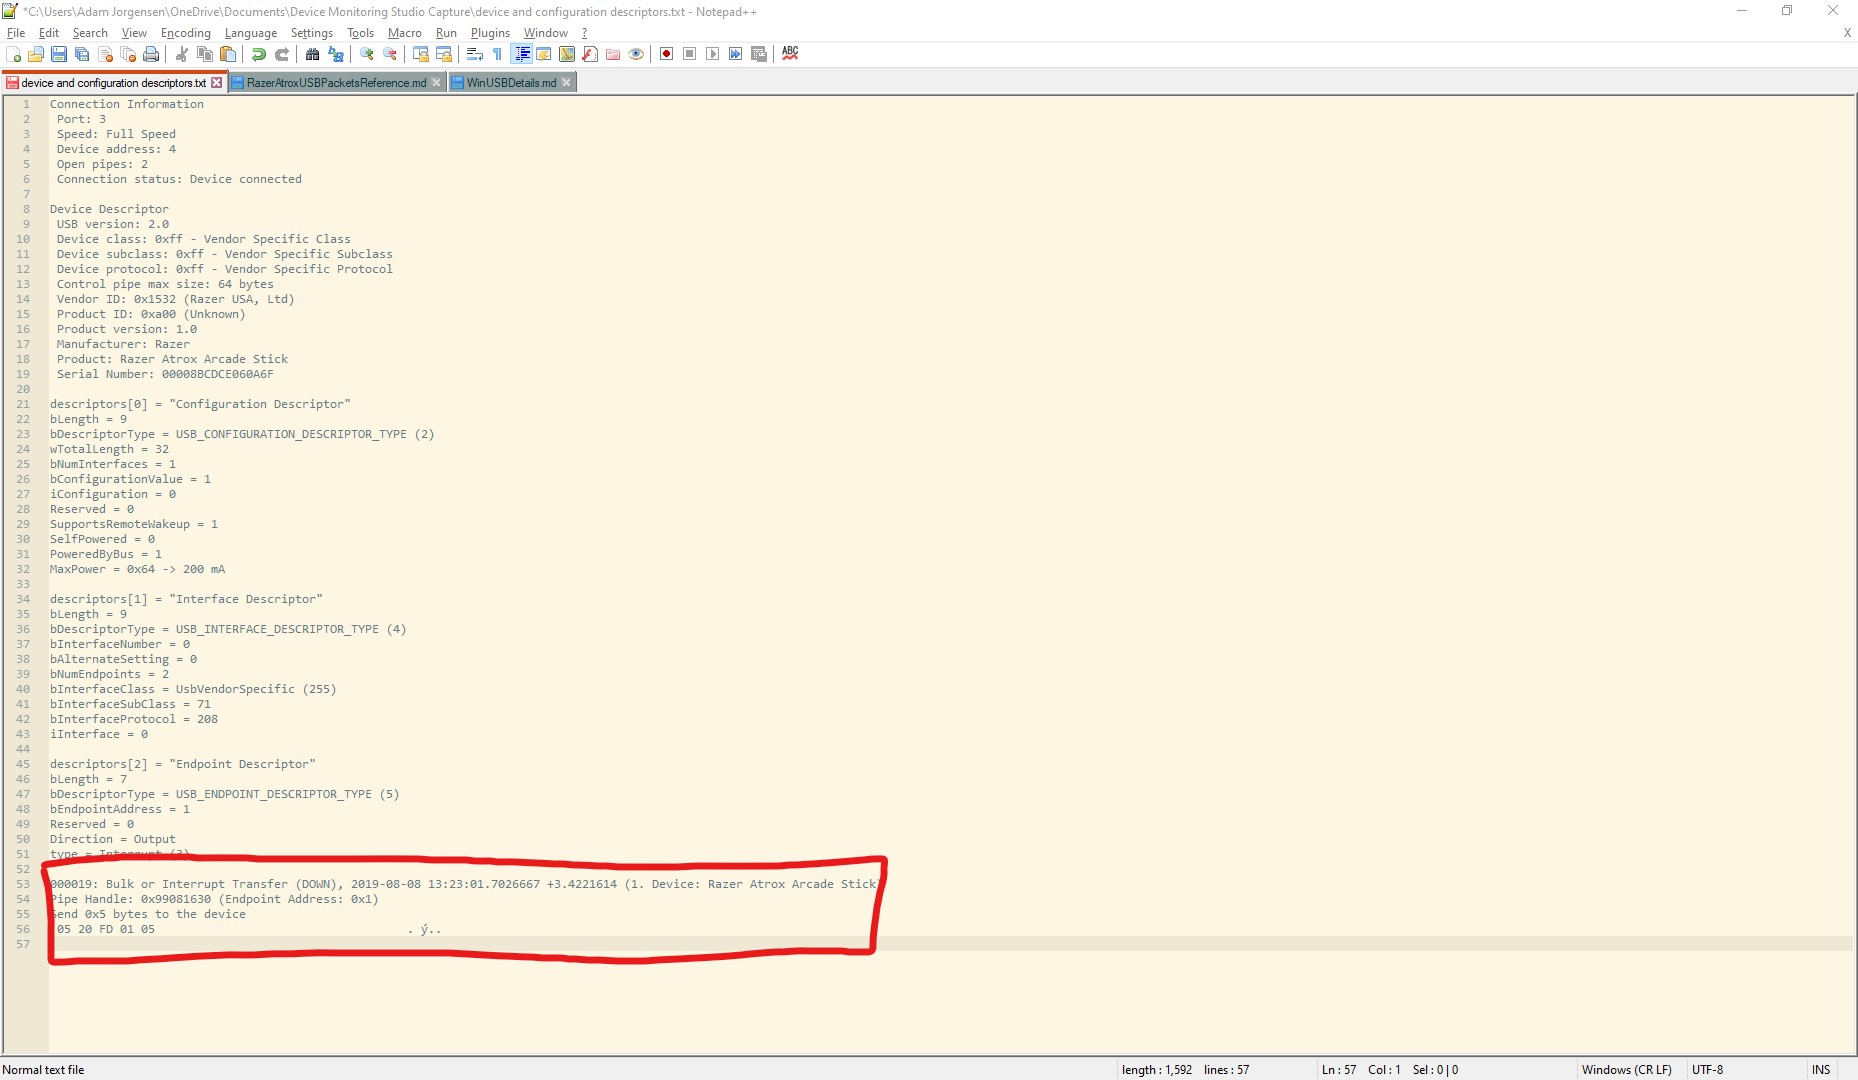 *C:\Users\Adam Jorgensen\OneDrive\Documents\Device Monitoring Studio Capture\device and configuration descriptors.txt - Notepad++
File Edit Search View Encoding Language Settings Tools Macro Run Plugins Window ? X
ABC
device and configuration descriptors.txt RazerAtroxUSBPacketsReference.md WinUSBDetails.md
1 Connection Information
2 Port: 3
3 Speed: Full Speed
4 Device address: 4
5 Open pipes: 2
6 Connection status: Device connected
7
8 Device Descriptor
9 USB version: 2.0
10 Device class: 0xff - Vendor Specific Class
11 Device subclass: 0xff - Vendor Specific Subclass
12 Device protocol: 0xff - Vendor Specific Protocol
13 Control pipe max size: 64 bytes
14 Vendor ID: 0x1532 (Razer USA, Ltd)
15 Product ID: 0xa00 (Unknown)
16 Product version: 1.0
17 Manufacturer: Razer
18 Product: Razer Atrox Arcade Stick
19 Serial Number: 00008BCDCE060A6F
20
21 descriptors[0] = "Configuration Descriptor"
22 bLength = 9
23 bDescriptorType = USB_CONFIGURATION_DESCRIPTOR_TYPE (2)
24 wTotalLength = 32
25 bNumInterfaces = 1
26 bConfigurationValue = 1
27 iConfiguration = 0
28 Reserved = 0
29 SupportsRemoteWakeup = 1
30 SelfPowered = 0
31 PoweredByBus = 1
32 MaxPower = 0x64 -> 200 mA
33
34 descriptors[1] = "Interface Descriptor"
35 bLength = 9
36 bDescriptorType = USB_INTERFACE_DESCRIPTOR_TYPE (4)
37 bInterfaceNumber = 0
38 bAlternateSetting = 0
39 bNumEndpoints = 2
40 bInterfaceClass = UsbVendorSpecific (255)
41 bInterfaceSubClass = 71
42 bInterfaceProtocol = 208
43 iInterface = 0
44
45 descriptors[2] = "Endpoint Descriptor"
46 bLength = 7
47 bDescriptorType = USB_ENDPOINT_DESCRIPTOR_TYPE (5)
48 bEndpointAddress = 1
49 Reserved = 0
50 Direction = Output
51 type = Interrupt (3)
52
53 000019: Bulk or Interrupt Transfer (DOWN), 2019-08-08 13:23:01.7026667 +3.4221614 (1. Device: Razer Atrox Arcade Stick)
54 Pipe Handle: 0x99081630 (Endpoint Address: 0x1)
55 Send 0x5 bytes to the device
56 05 20 FD 01 05 . ý..
57
Normal text file length : 1,592 lines : 57 Ln : 57 Col : 1 Sel : 0 | 0 Windows (CR LF) UTF-8 INS